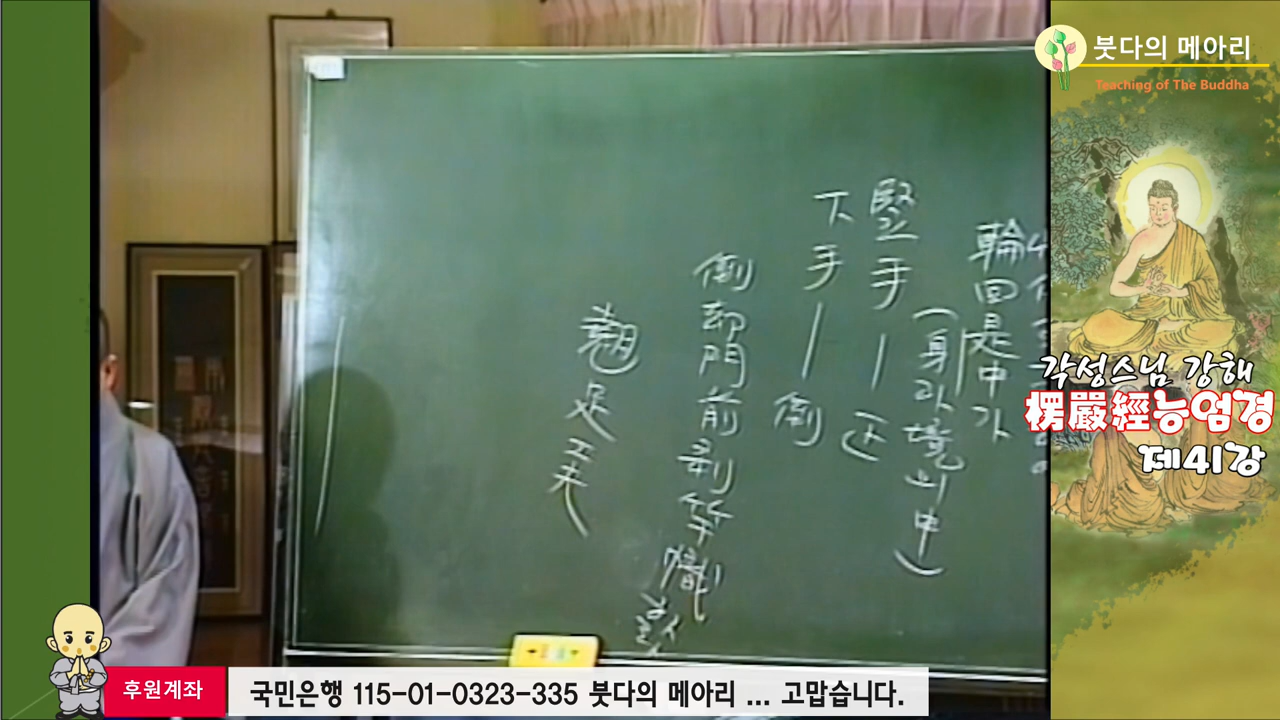 붓다의 메아리
Teaching of The Buddha
輪回是中
(身과境이中)
竪手ㅣ正
下手ㅣ倒
倒却門前刹竿
翹足
각성스님 강해
楞嚴經능엄경
제41강
후원계좌
국민은행 115-01-0323-335 붓다의 메아리 ... 고맙습니다.